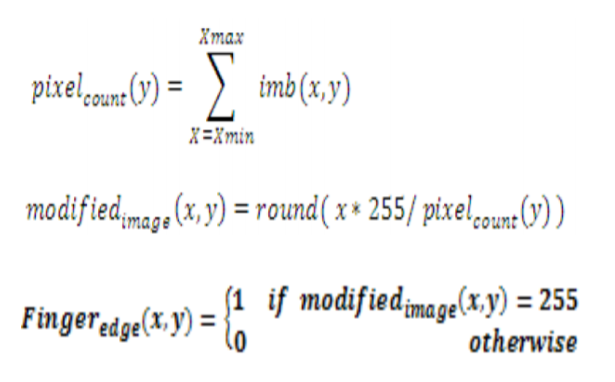 Xmax
pixel_count(y) = ∑ imb(x,y)
X=Xmin
modified_image(x,y) = round( x * 255/ pixel_count(y) )
Finger_edge(x,y) = {1 if modified_image(x,y) = 255
0 otherwise